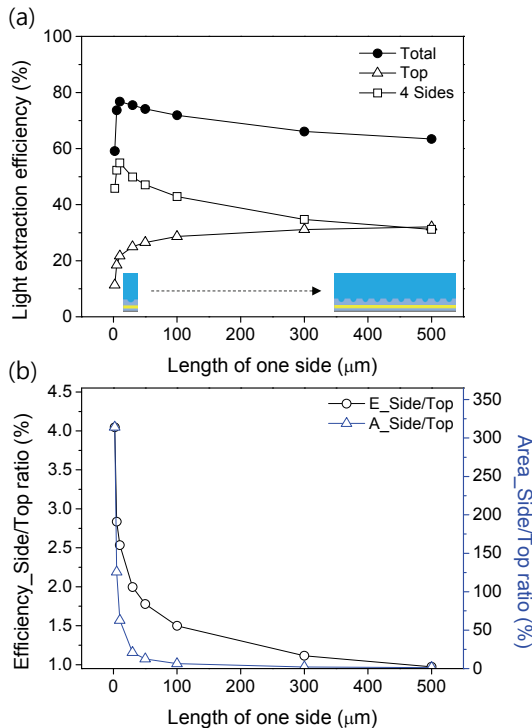 (a)
Light extraction efficiency (%)
100
80
60
40
20
0
Total
Top
4 Sides
0 100 200 300 400 500
Length of one side (μm)
(b)
Efficiency_Side/Top ratio (%)
4.5
4.0
3.5
3.0
2.5
2.0
1.5
1.0
E_Side/Top
A_Side/Top
350
300
250
200
150
100
50
0
Area_Side/Top ratio (%)
0 100 200 300 400 500
Length of one side (μm)